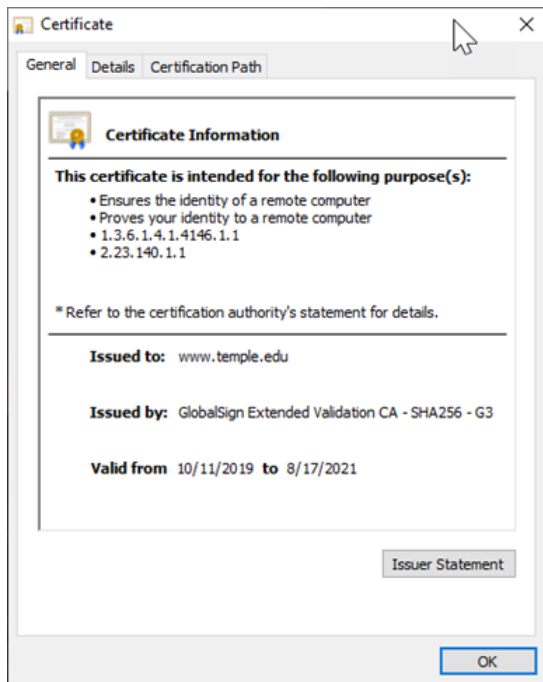 Certificate
General Details Certification Path
Certificate Information
This certificate is intended for the following purpose(s):
• Ensures the identity of a remote computer
• Proves your identity to a remote computer
• 1.3.6.1.4.1.4146.1.1
• 2.23.140.1.1
* Refer to the certification authority's statement for details.
Issued to: www.temple.edu
Issued by: GlobalSign Extended Validation CA - SHA256 - G3
Valid from 10/11/2019 to 8/17/2021
Issuer Statement
OK